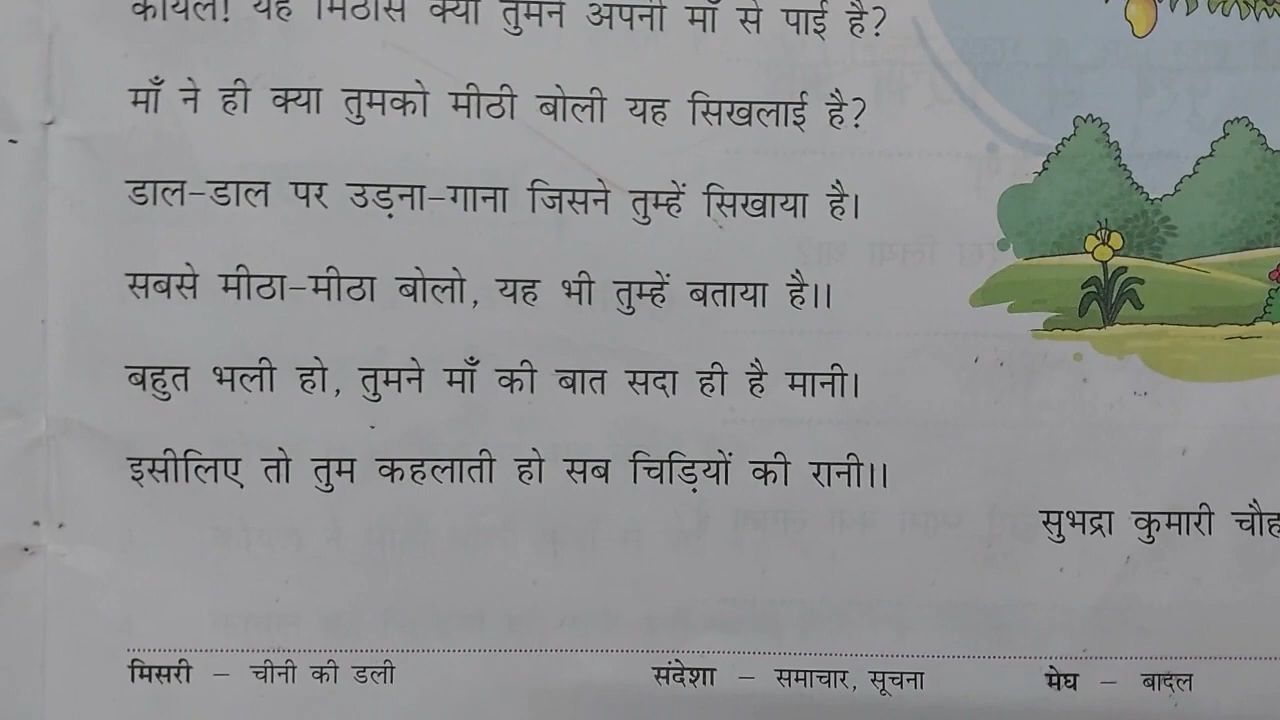 कोयल! यह मिठास क्या तुमने अपनी माँ से पाई है?
माँ ने ही क्या तुमको मीठी बोली यह सिखलाई है?
डाल-डाल पर उड़ना-गाना जिसने तुम्हें सिखाया है।
सबसे मीठा-मीठा बोलो, यह भी तुम्हें बताया है।।
बहुत भली हो, तुमने माँ की बात सदा ही है मानी।
इसीलिए तो तुम कहलाती हो सब चिड़ियों की रानी।।
सुभद्रा कुमारी चौह
मिसरी – चीनी की डली संदेशा – समाचार, सूचना मेघ – बादल